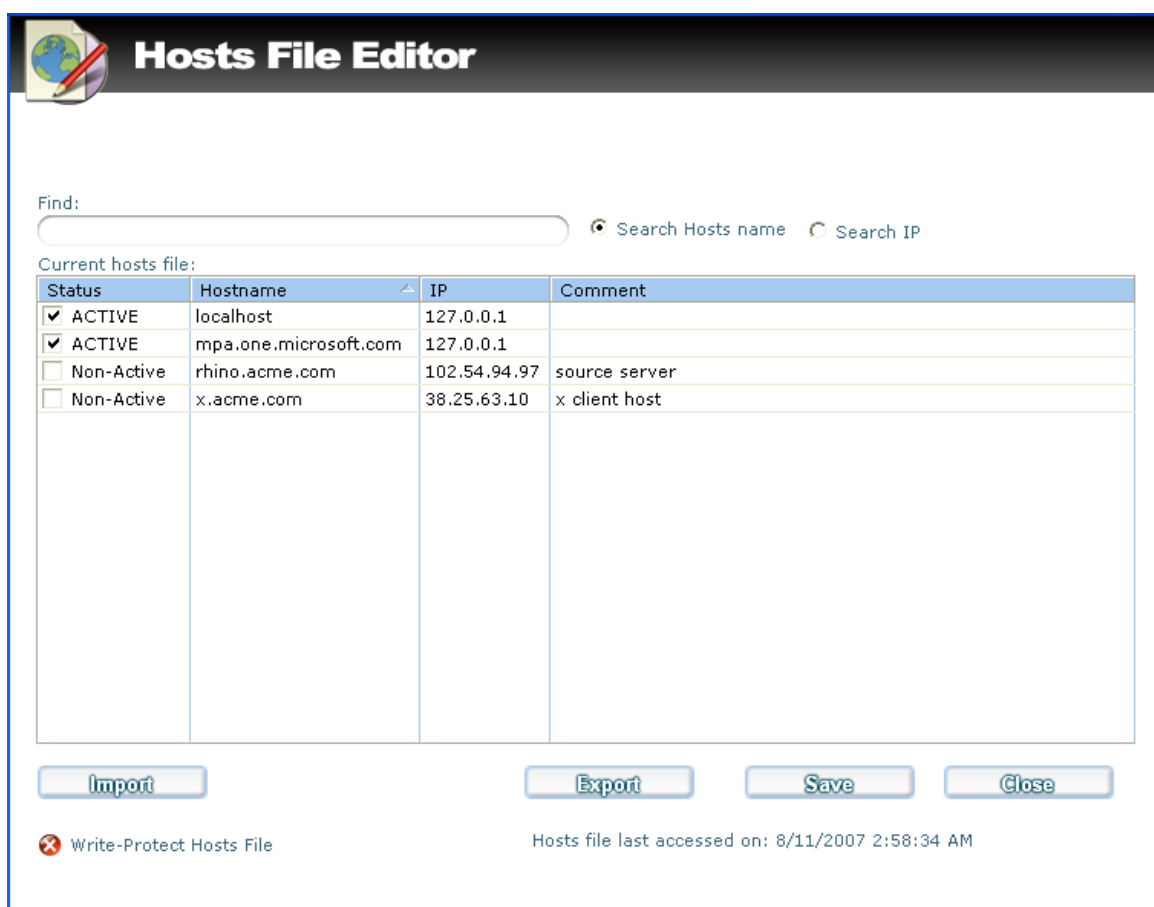 Hosts File Editor
Find:
Search Hosts name Search IP
Current hosts file:
Status Hostname IP Comment
ACTIVE localhost 127.0.0.1
ACTIVE mpa.one.microsoft.com 127.0.0.1
Non-Active rhino.acme.com 102.54.94.97 source server
Non-Active x.acme.com 38.25.63.10 x client host
Import Export Save Close
Write-Protect Hosts File Hosts file last accessed on: 8/11/2007 2:58:34 AM